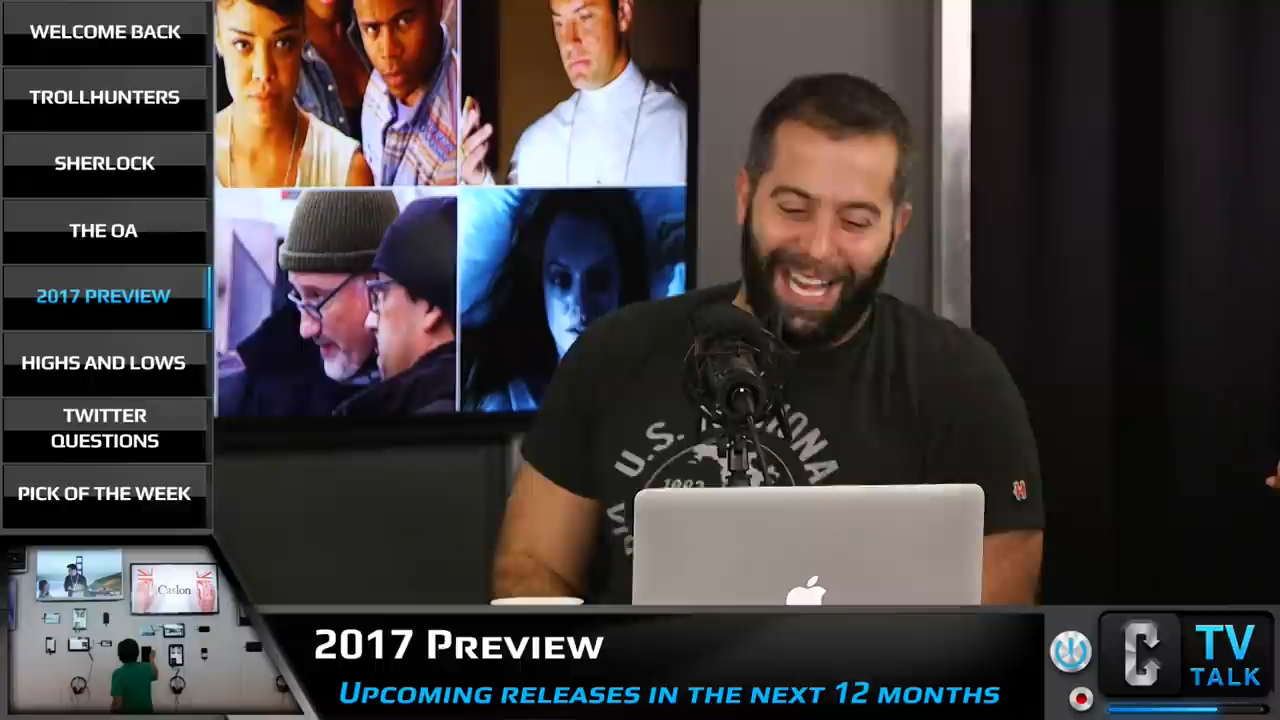 WELCOME BACK
TROLLHUNTERS
SHERLOCK
THE OA
2017 PREVIEW
HIGHS AND LOWS
TWITTER
QUESTIONS
PICK OF THE WEEK
U.S.
1983
Caslon
2017 PREVIEW
UPCOMING RELEASES IN THE NEXT 12 MONTHS
C TV
TALK